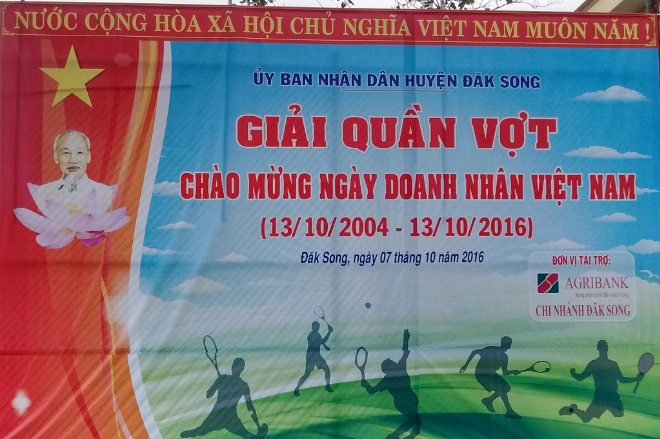 NƯỚC CỘNG HÒA XÃ HỘI CHỦ NGHĨA VIỆT NAM MUÔN NĂM !
ỦY BAN NHÂN DÂN HUYỆN ĐĂK SONG
GIẢI QUẦN VỢT
CHÀO MỪNG NGÀY DOANH NHÂN VIỆT NAM
(13/10/2004 - 13/10/2016)
Đăk Song, ngày 07 tháng 10 năm 2016
ĐƠN VỊ TÀI TRỢ:
AGRIBANK
CHI NHÁNH ĐĂK SONG